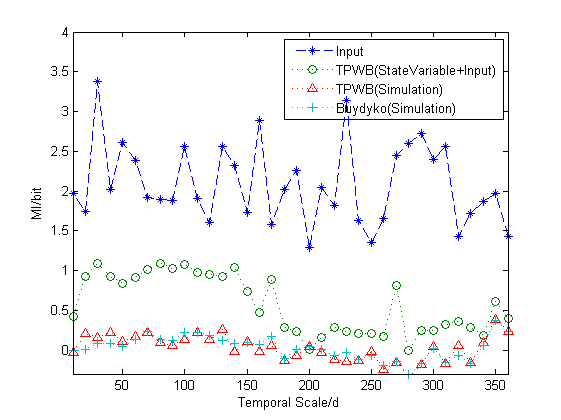 4
3.5
3
2.5
2
1.5
1
0.5
0
MI/bit
Input
TPWB(StateVariable+Input)
TPWB(Simulation)
Bluydyko(Simulation)
50
100
150
200
250
300
350
Temporal Scale/d